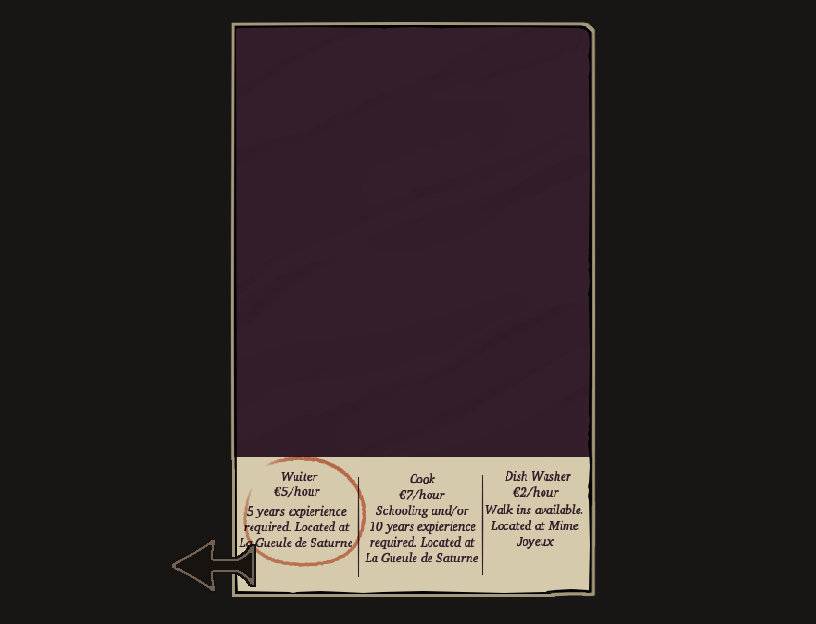 Waiter
€5/hour
5 years expierience
required. Located at
La Gueule de Saturne
Cook
€7/hour
Schooling und/or
10 years expierience
required. Located at
La Gueule de Saturne
Dish Washer
€2/hour
Walk ins available.
Located at Mime
Joyeux